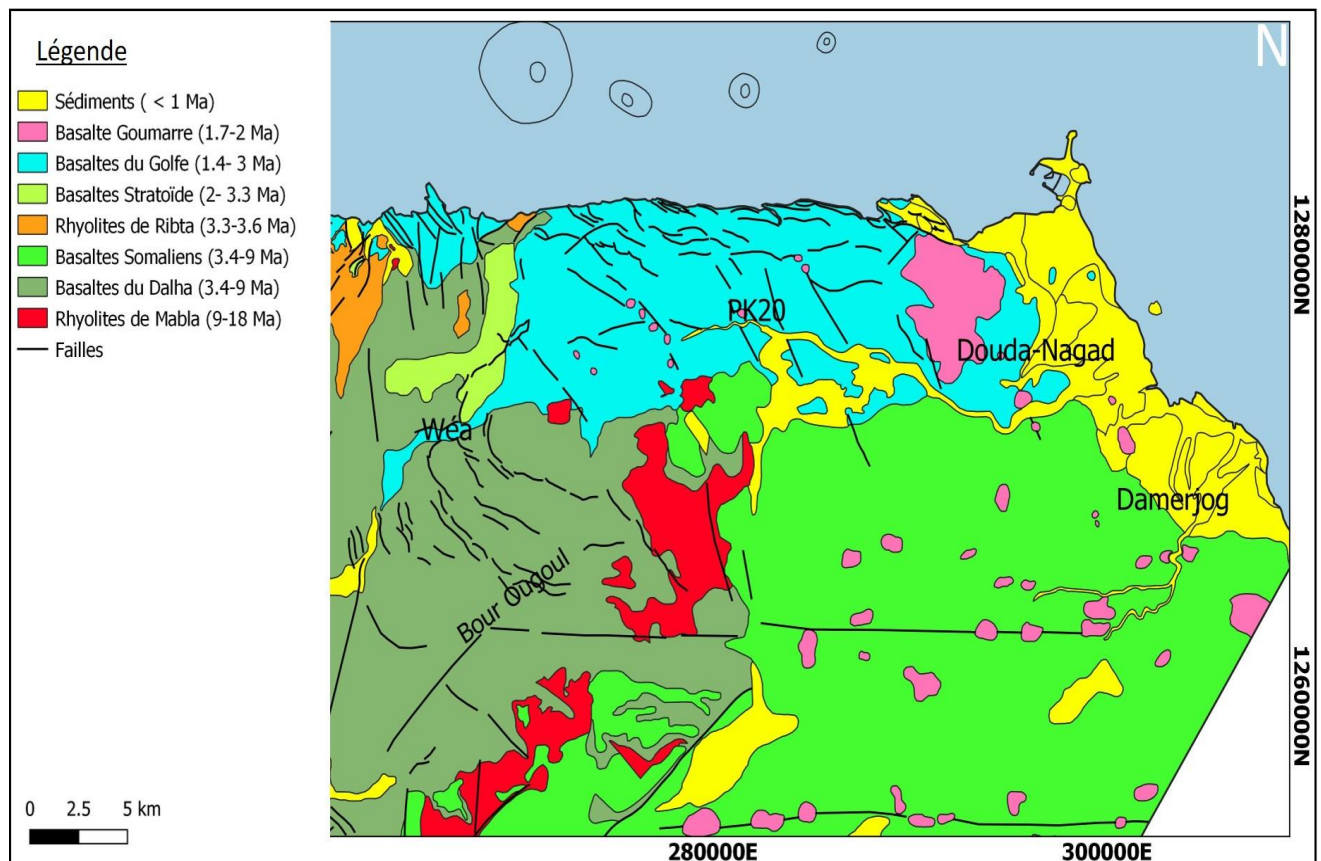 Légende
Sédiments ( < 1 Ma)
Basalte Goumarre (1.7-2 Ma)
Basaltes du Golfe (1.4- 3 Ma)
Basaltes Stratoïde (2- 3.3 Ma)
Rhyolites de Ribta (3.3-3.6 Ma)
Basaltes Somaliens (3.4-9 Ma)
Basaltes du Dalha (3.4-9 Ma)
Rhyolites de Mabla (9-18 Ma)
Failles
0 2.5 5 km
N
PK20
Douda-Nagad
Wéa
Damerjog
Bour Ougoul
1280000N
1260000N
280000E
300000E